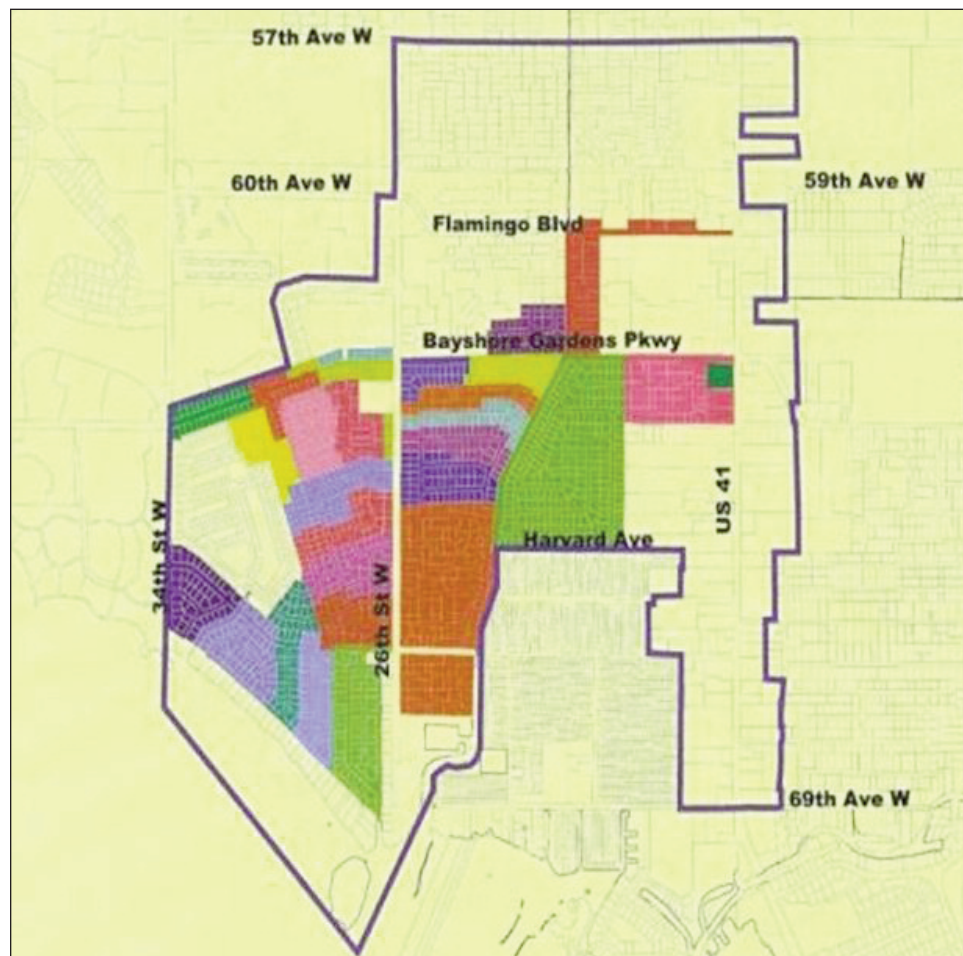 57th Ave W
60th Ave W
59th Ave W
Flamingo Blvd
Bayshore Gardens Pkwy
US 41
Harvard Ave
34th St W
26th St W
69th Ave W